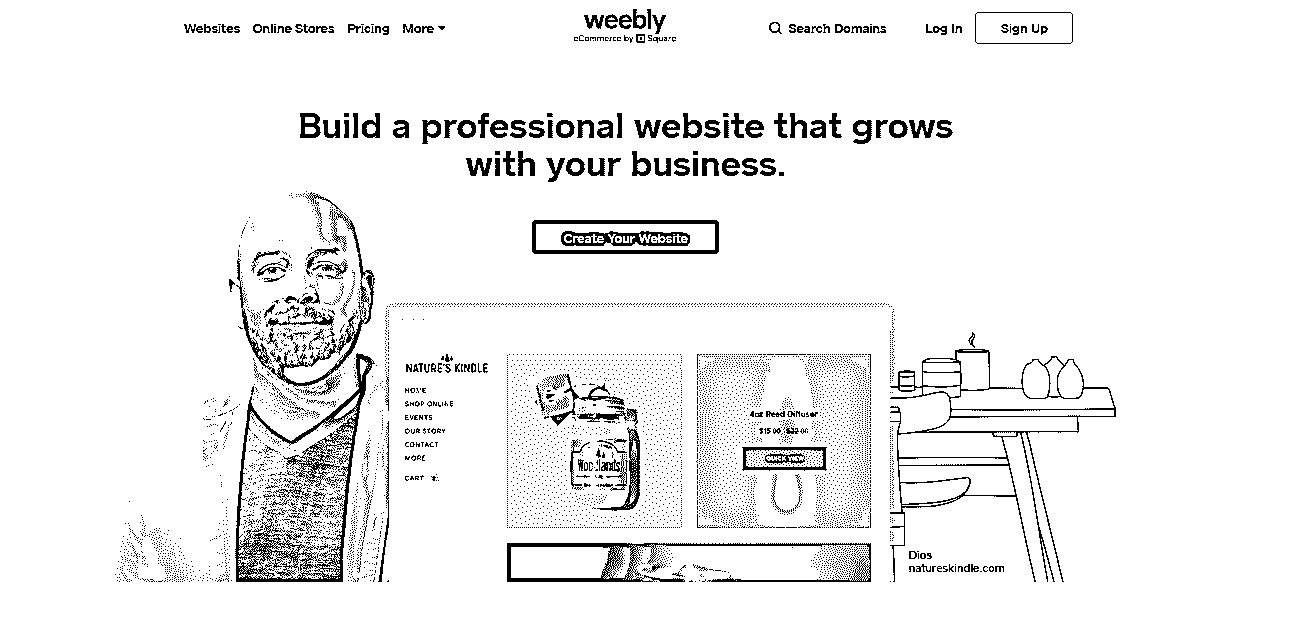 Websites Online Stores Pricing More
weebly
eCommerce by Square
Search Domains
Log In
Sign Up
Build a professional website that grows
with your business.
Create Your Website
NATURE'S KINDLE
HOME
SHOP ONLINE
EVENTS
OUR STORY
CONTACT
MORE
CART
Woodlands
4oz Reed Diffuser
$15.00 - $22.00
QUICK VIEW
Dios
natureskindle.com